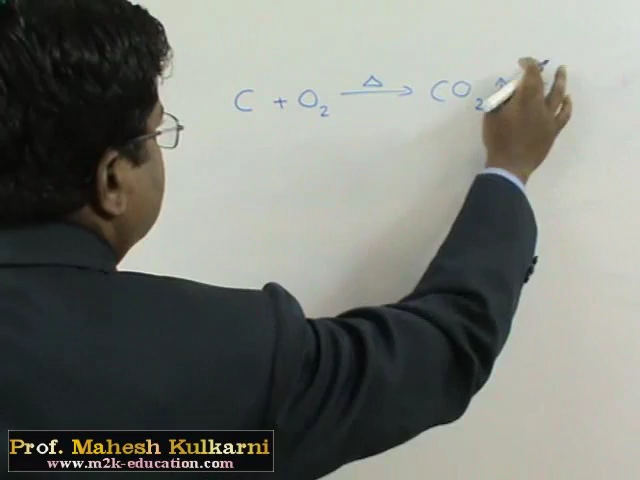 C + O₂ →^Δ CO₂ ↑
Prof. Mahesh Kulkarni
www.m2k-education.com